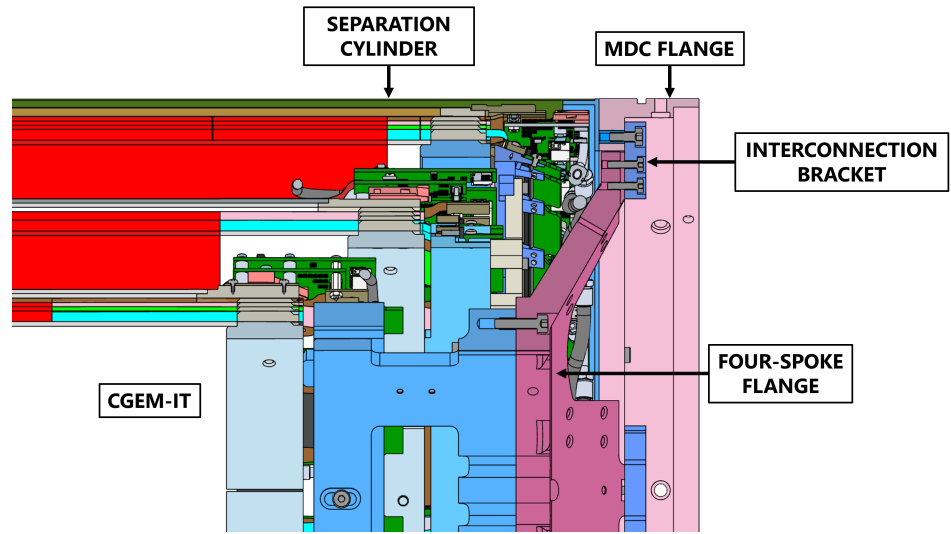 SEPARATION
CYLINDER
MDC FLANGE
INTERCONNECTION
BRACKET
FOUR-SPOKE
FLANGE
CGEM-IT